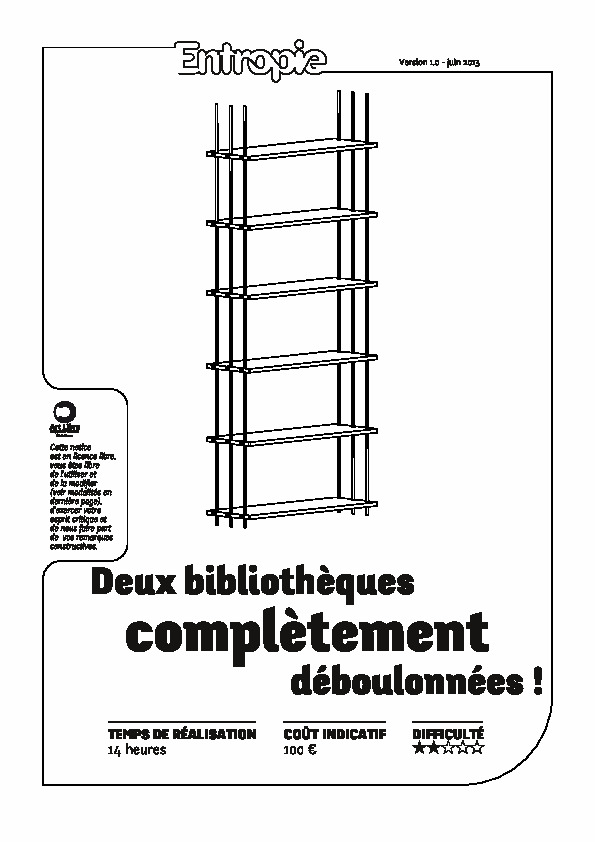 Entropie
Version 1.0 - juin 2013
Art Libre
Cette notice
est en licence libre,
vous être libre
de l'utiliser et
de la modifier
(voir modalités en
dernière page),
d'exercer votre
esprit critique et
de nous faire part
de vos remarques
constructives.
Deux bibliothèques
complètement
déboulonnées !
TEMPS DE RÉALISATION
14 heures
COÛT INDICATIF
100 €
DIFFICULTÉ
★★☆☆☆